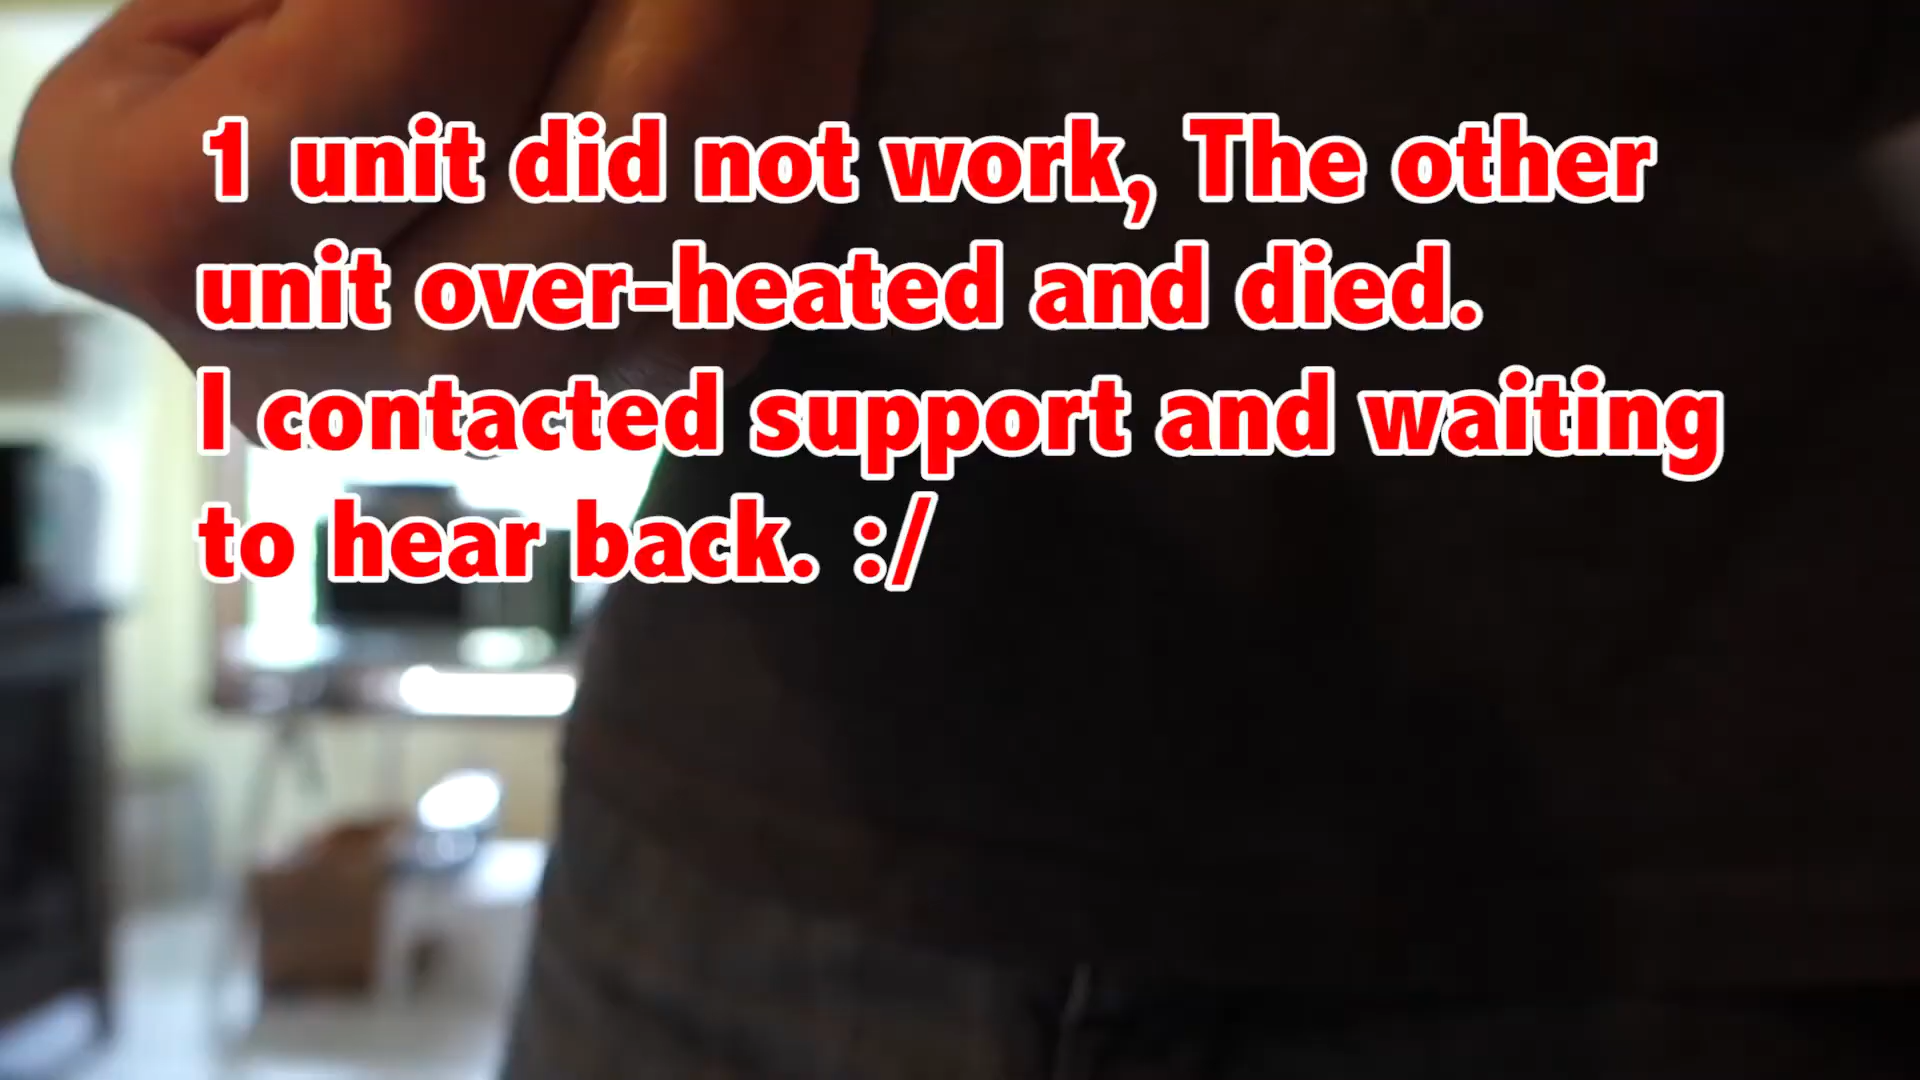 1 unit did not work, The other
unit over-heated and died.
I contacted support and waiting
to hear back. :/